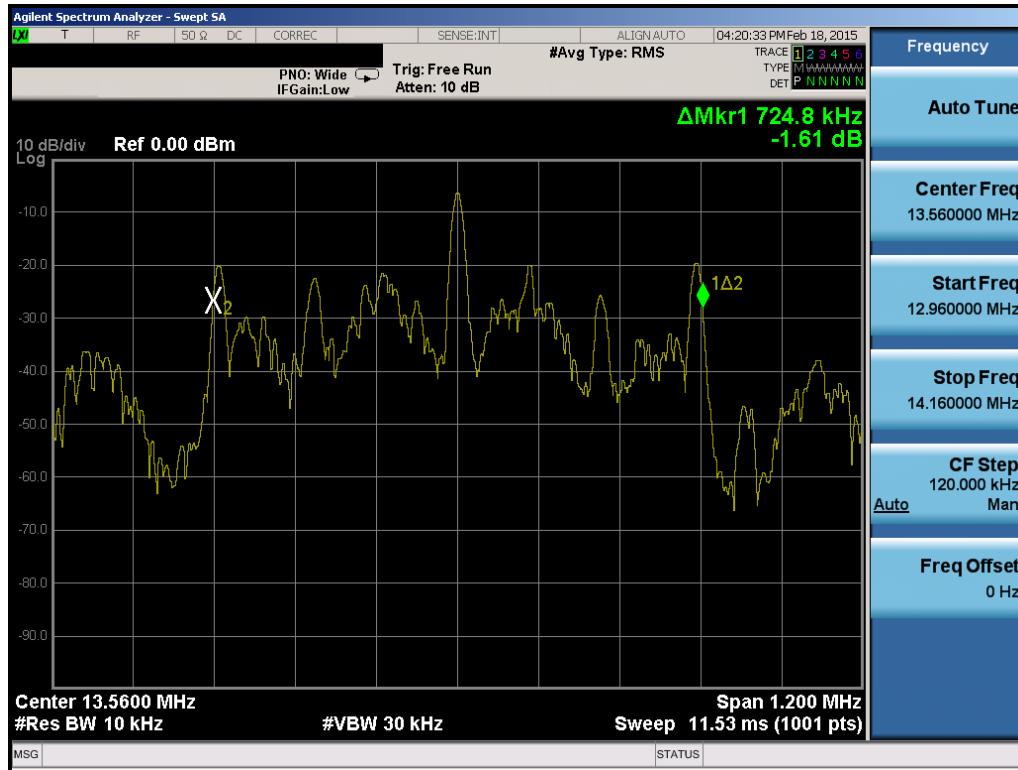 Agilent Spectrum Analyzer - Swept SA
LXI T RF 50 Ω DC CORREC SENSE:INT ALIGN AUTO 04:20:33 PM Feb 18, 2015
#Avg Type: RMS TRACE 1 2 3 4 5 6
PNO: Wide Trig: Free Run TYPE M W W W W W
IFGain:Low Atten: 10 dB DET P N N N N N
ΔMkr1 724.8 kHz
-1.61 dB
10 dB/div Ref 0.00 dBm
Log
-10.0
-20.0
1Δ2
2
-30.0
-40.0
-50.0
-60.0
-70.0
-80.0
-90.0
Center 13.5600 MHz Span 1.200 MHz
#Res BW 10 kHz #VBW 30 kHz Sweep 11.53 ms (1001 pts)
MSG STATUS
Frequency
Auto Tune
Center Freq
13.560000 MHz
Start Freq
12.960000 MHz
Stop Freq
14.160000 MHz
CF Step
120.000 kHz
Auto Man
Freq Offset
0 Hz